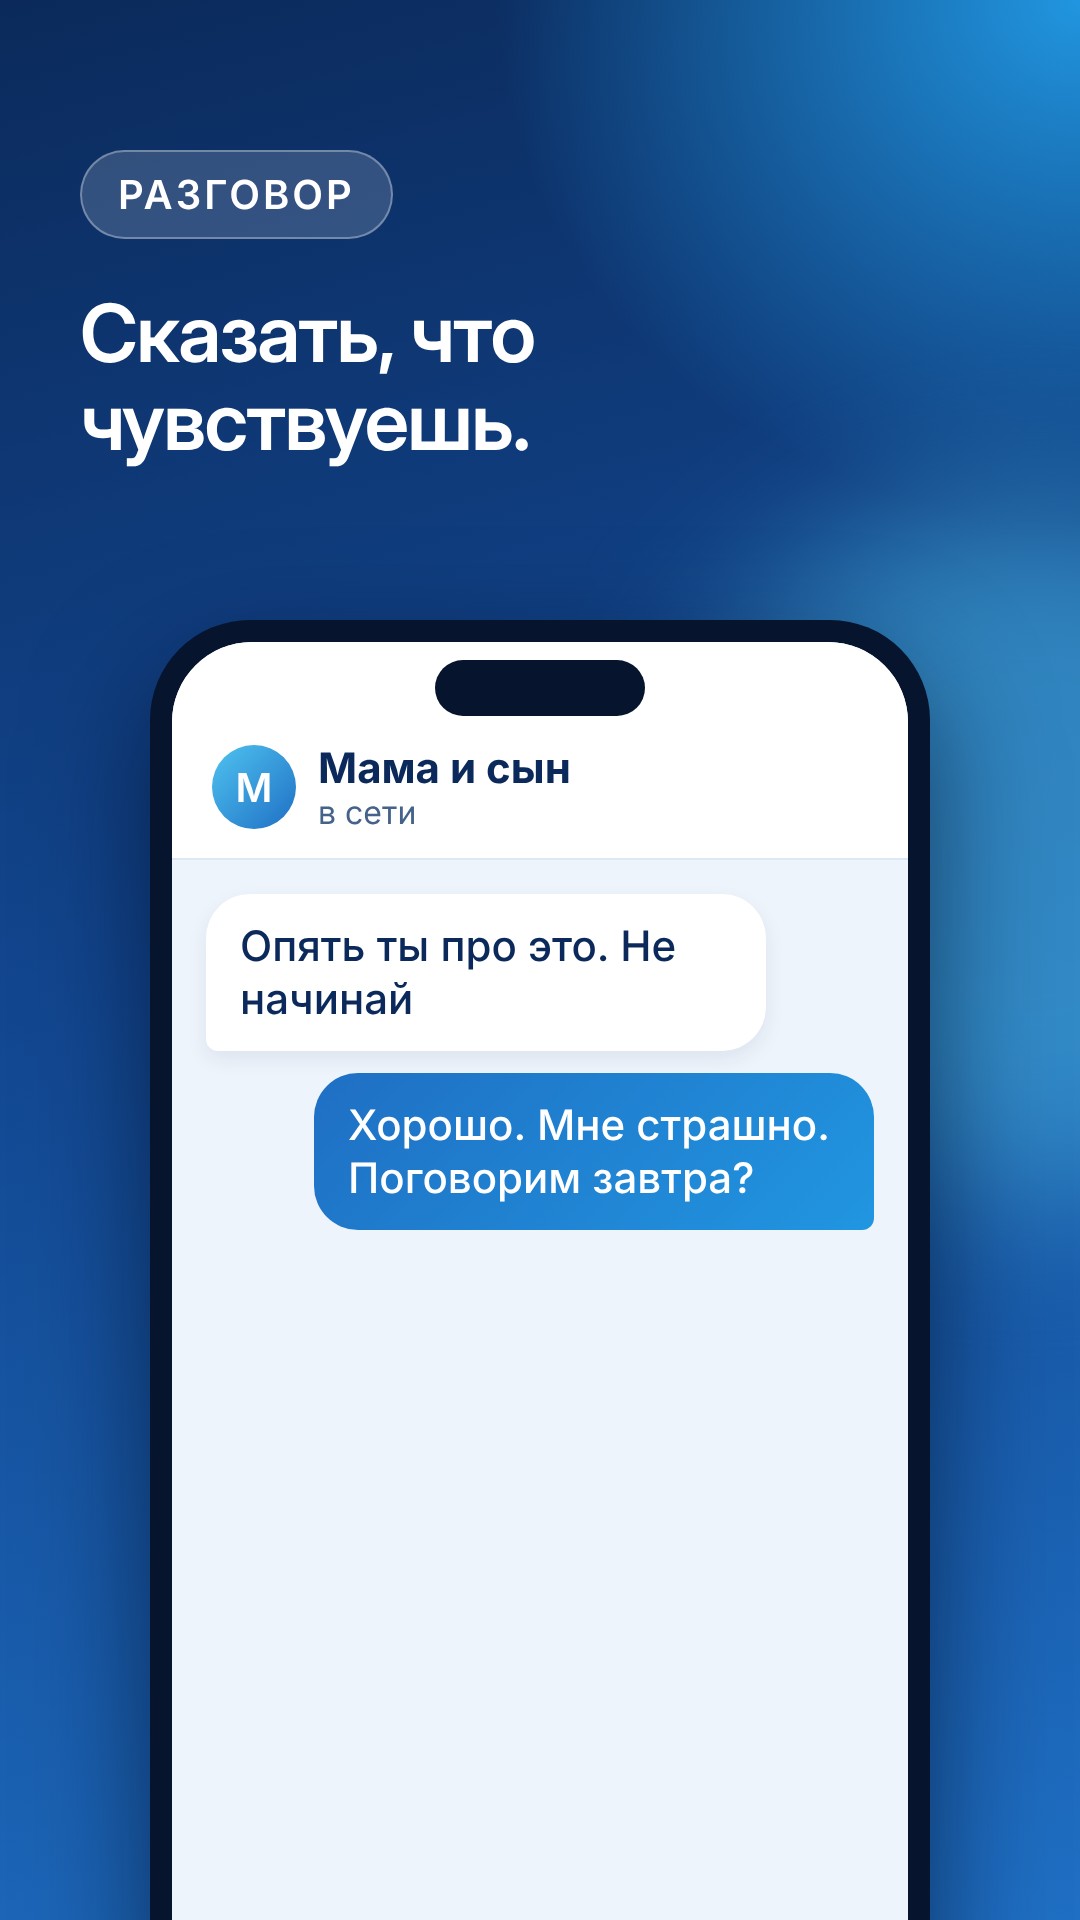 РАЗГОВОР
Сказать, что
чувствуешь.
М
Мама и сын
в сети
Опять ты про это. Не
начинай
Хорошо. Мне страшно.
Поговорим завтра?